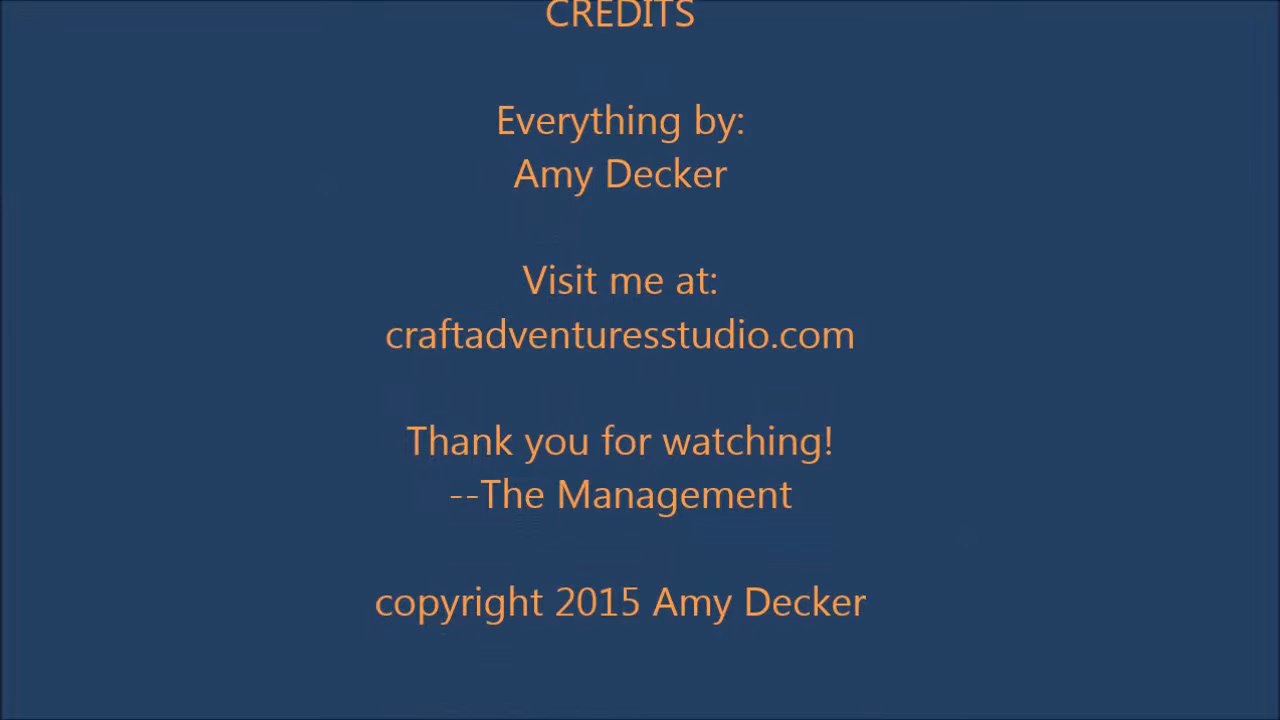 CREDITS
Everything by:
Amy Decker
Visit me at:
craftadventuresstudio.com
Thank you for watching!
--The Management
copyright 2015 Amy Decker